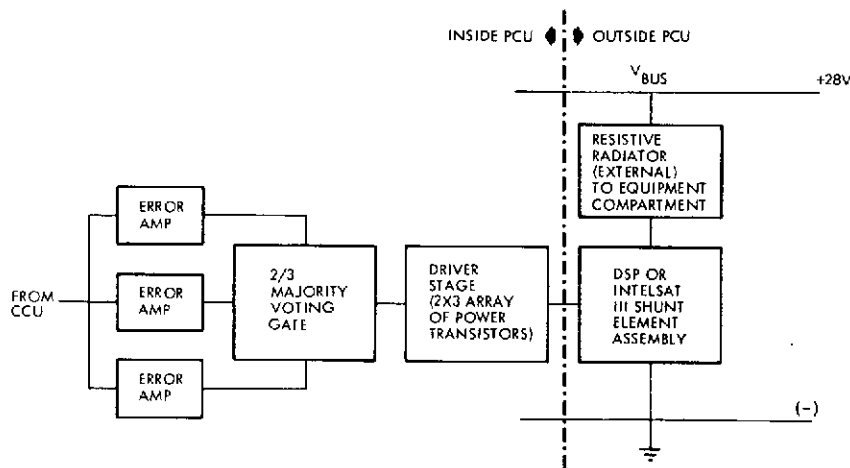 INSIDE PCU
OUTSIDE PCU
VBUS
+28V
RESISTIVE
RADIATOR
(EXTERNAL)
TO EQUIPMENT
COMPARTMENT
ERROR
AMP
FROM
CCU
ERROR
AMP
ERROR
AMP
2/3
MAJORITY
VOTING
GATE
DRIVER
STAGE
(2X3 ARRAY
OF POWER
TRANSISTORS)
DSP OR
INTELSAT
III SHUNT
ELEMENT
ASSEMBLY
(-)